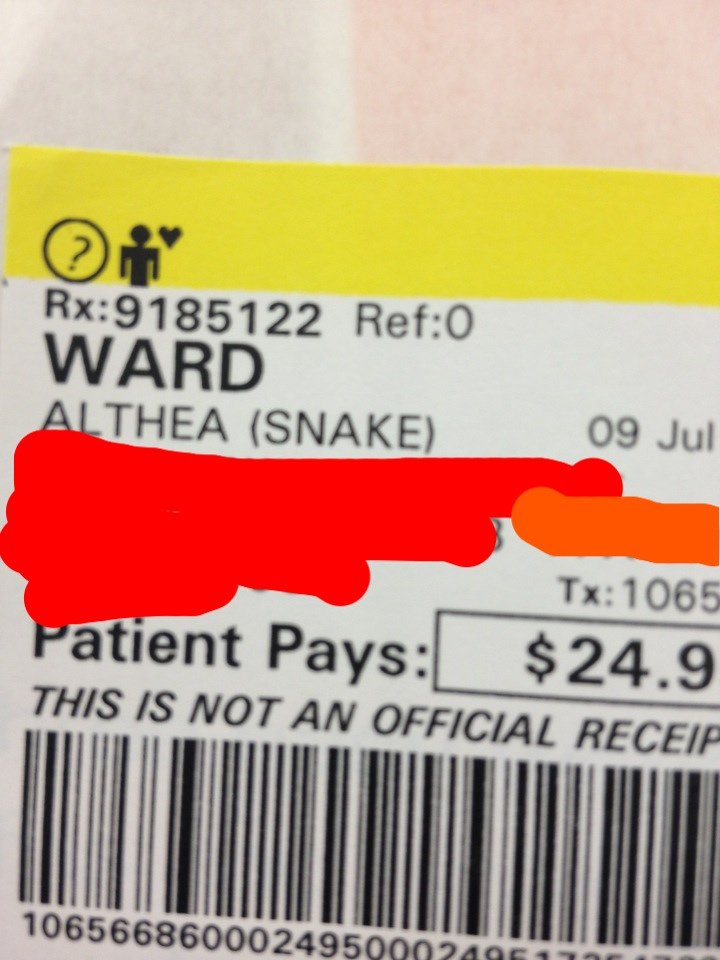 ?
Rx:9185122 Ref:0
WARD
ALTHEA (SNAKE) 09 Jul
Tx:1065
Patient Pays: $24.9
THIS IS NOT AN OFFICIAL RECEIP
1065668600024950002495